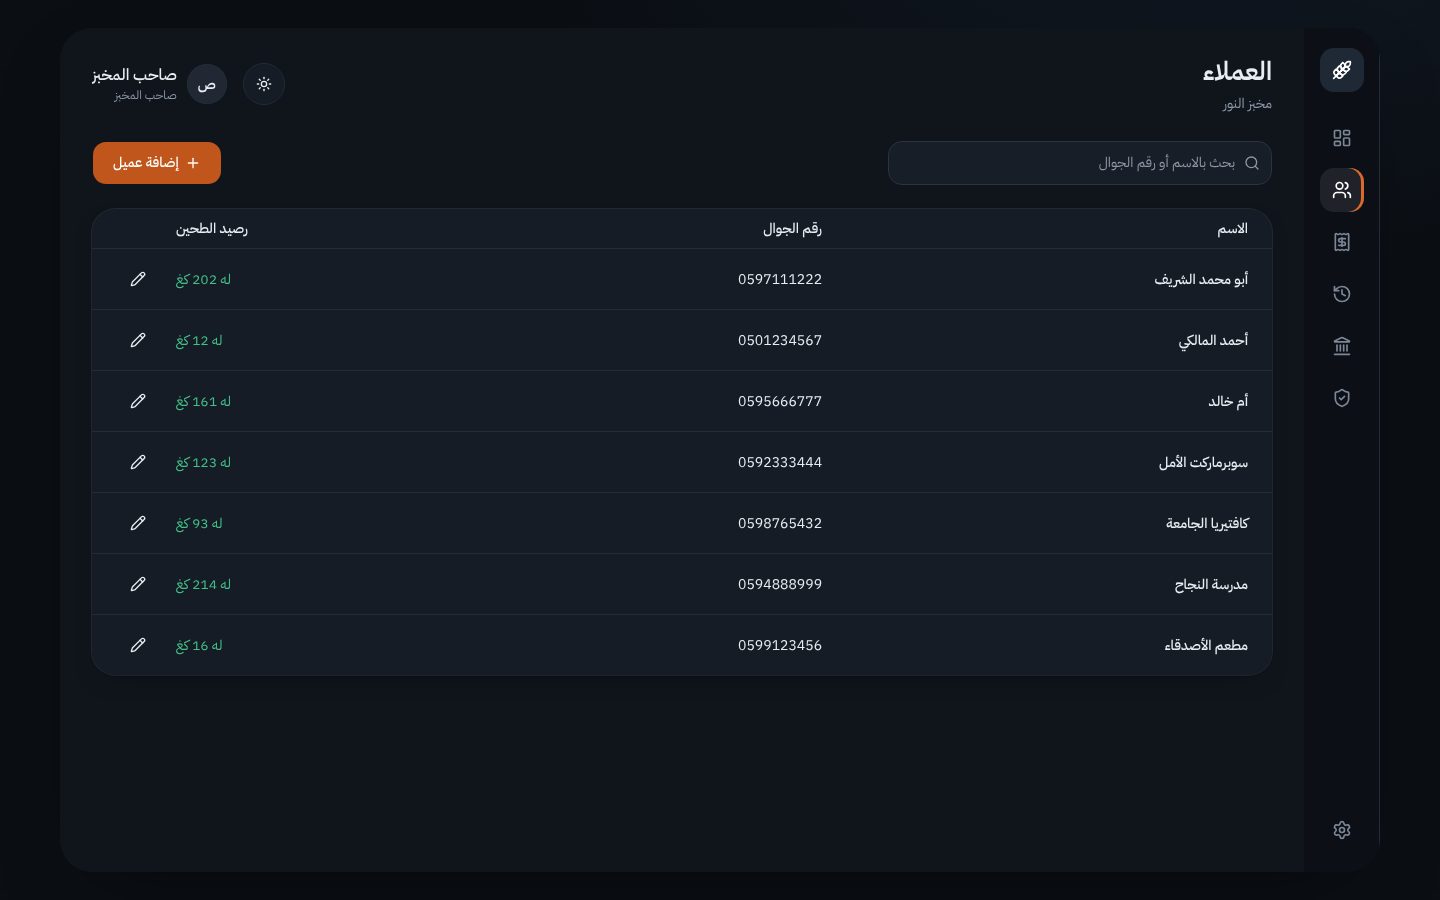 العملاء
مخبز النور
ص
صاحب المخبز
صاحب المخبز
بحث بالاسم أو رقم الجوال
إضافة عميل
الاسم رقم الجوال رصيد الطحين
أبو محمد الشريف 0597111222 له 202 كغ
أحمد المالكي 0501234567 له 12 كغ
أم خالد 0595666777 له 161 كغ
سوبرماركت الأمل 0592333444 له 123 كغ
كافتيريا الجامعة 0598765432 له 93 كغ
مدرسة النجاح 0594888999 له 214 كغ
مطعم الأصدقاء 0599123456 له 16 كغ